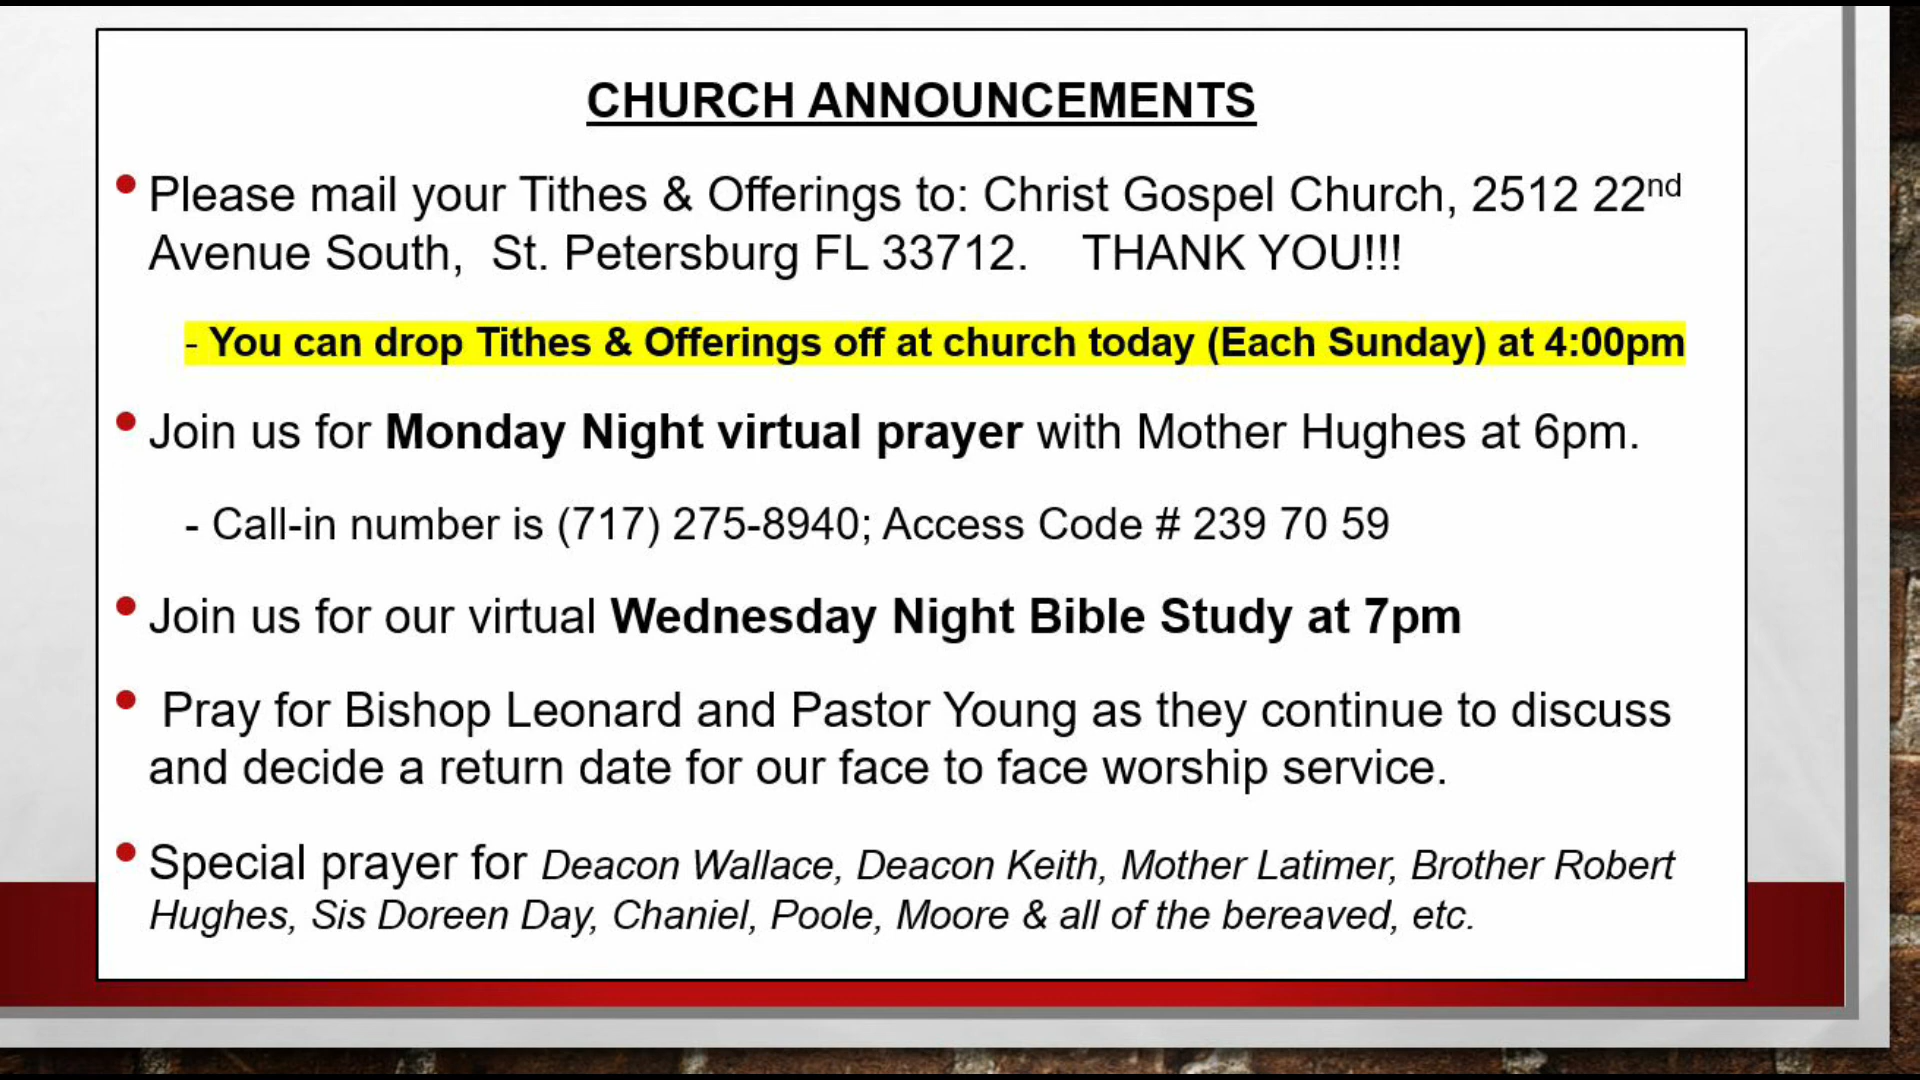 CHURCH ANNOUNCEMENTS
• Please mail your Tithes & Offerings to: Christ Gospel Church, 2512 22nd
Avenue South, St. Petersburg FL 33712. THANK YOU!!!
- You can drop Tithes & Offerings off at church today (Each Sunday) at 4:00pm
• Join us for Monday Night virtual prayer with Mother Hughes at 6pm.
- Call-in number is (717) 275-8940; Access Code # 239 70 59
• Join us for our virtual Wednesday Night Bible Study at 7pm
• Pray for Bishop Leonard and Pastor Young as they continue to discuss
and decide a return date for our face to face worship service.
• Special prayer for Deacon Wallace, Deacon Keith, Mother Latimer, Brother Robert
Hughes, Sis Doreen Day, Chaniel, Poole, Moore & all of the bereaved, etc.